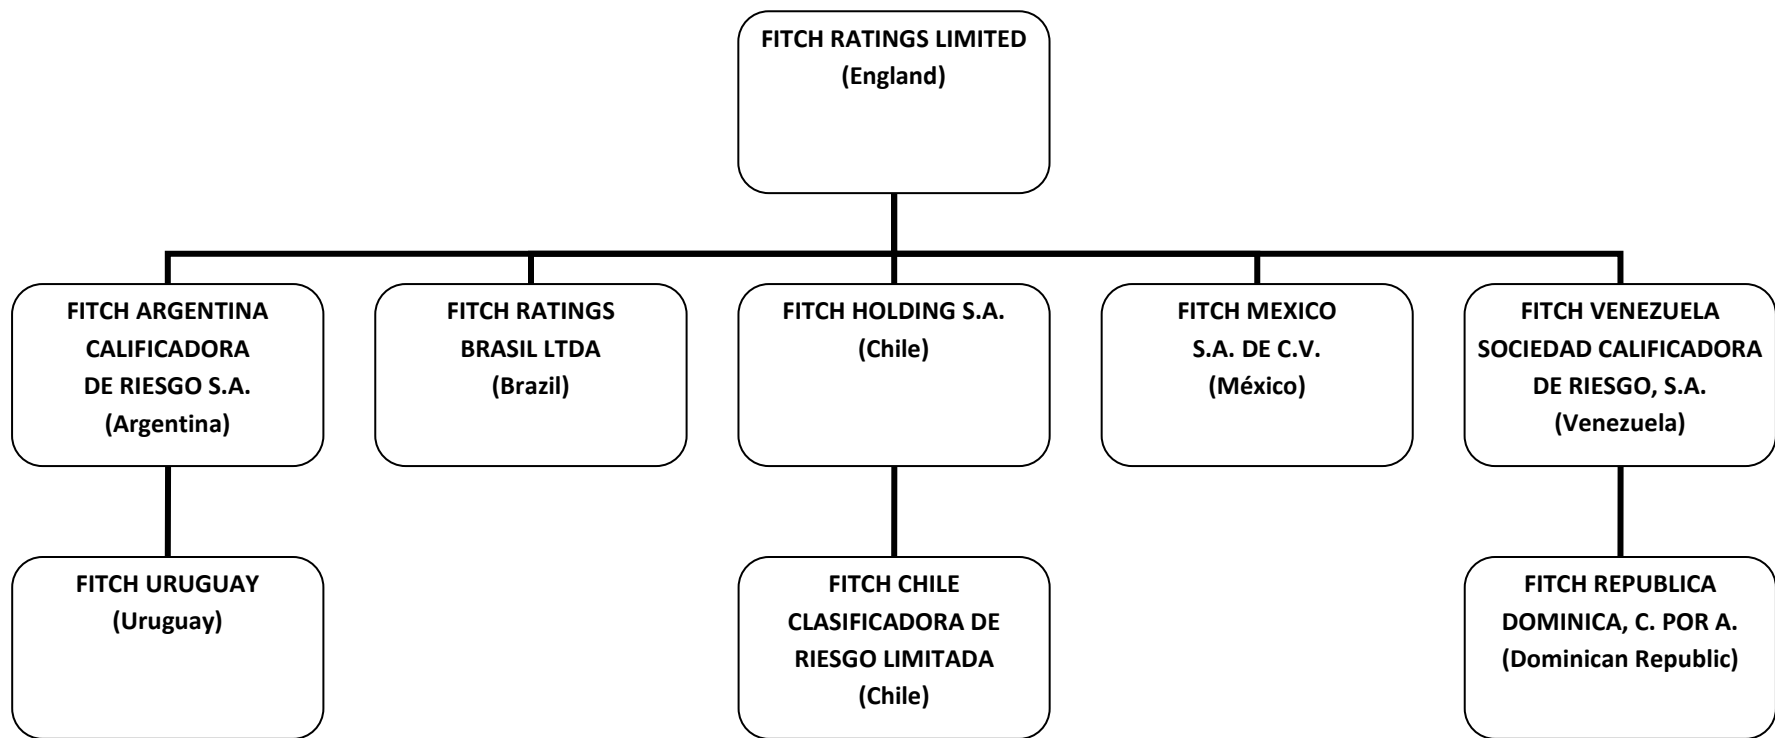 FITCH RATINGS LIMITED
(England)
FITCH ARGENTINA
CALIFICADORA
DE RIESGO S.A.
(Argentina)
FITCH RATINGS
BRASIL LTDA
(Brazil)
FITCH HOLDING S.A.
(Chile)
FITCH MEXICO
S.A. DE C.V.
(México)
FITCH VENEZUELA
SOCIEDAD CALIFICADORA
DE RIESGO, S.A.
(Venezuela)
FITCH URUGUAY
(Uruguay)
FITCH CHILE
CLASIFICADORA DE
RIESGO LIMITADA
(Chile)
FITCH REPUBLICA
DOMINICA, C. POR A.
(Dominican Republic)